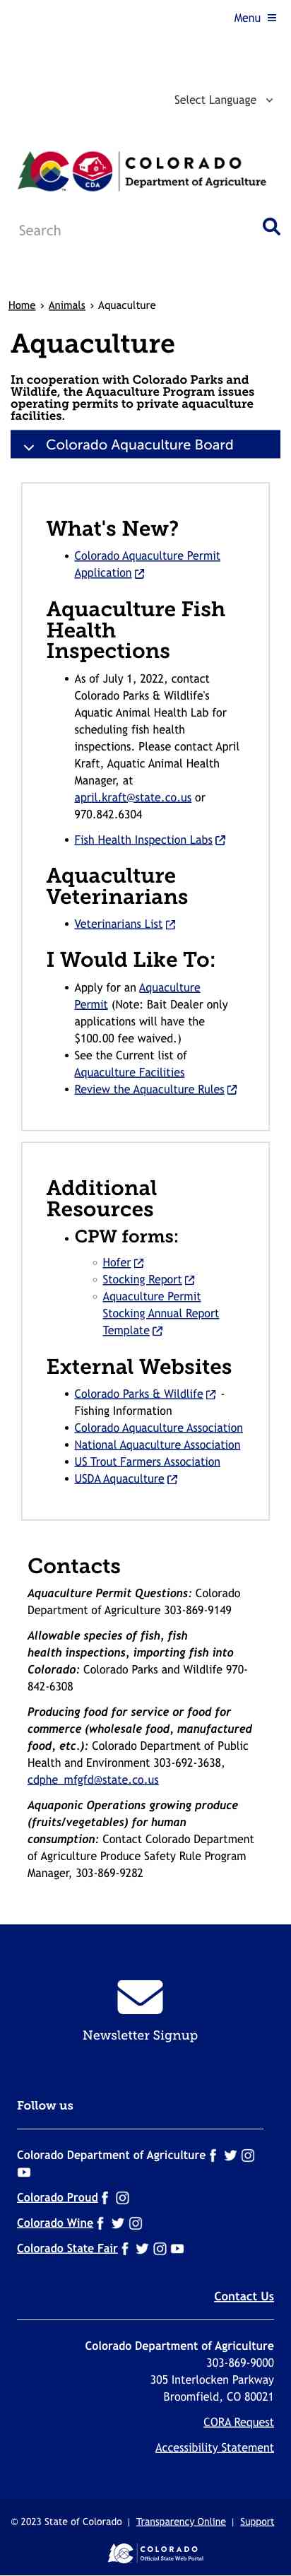 Menu
Select Language
CO
CDA
COLORADO
Department of Agriculture
Search
Home › Animals › Aquaculture
Aquaculture
In cooperation with Colorado Parks and
Wildlife, the Aquaculture Program issues
operating permits to private aquaculture
facilities.
Colorado Aquaculture Board
What's New?
Colorado Aquaculture Permit
Application
Aquaculture Fish
Health
Inspections
As of July 1, 2022, contact
Colorado Parks & Wildlife's
Aquatic Animal Health Lab for
scheduling fish health
inspections. Please contact April
Kraft, Aquatic Animal Health
Manager, at
april.kraft@state.co.us or
970.842.6304
Fish Health Inspection Labs
Aquaculture
Veterinarians
Veterinarians List
I Would Like To:
Apply for an Aquaculture
Permit (Note: Bait Dealer only
applications will have the
$100.00 fee waived.)
See the Current list of
Aquaculture Facilities
Review the Aquaculture Rules
Additional
Resources
CPW forms:
Hofer
Stocking Report
Aquaculture Permit
Stocking Annual Report
Template
External Websites
Colorado Parks & Wildlife -
Fishing Information
Colorado Aquaculture Association
National Aquaculture Association
US Trout Farmers Association
USDA Aquaculture
Contacts
Aquaculture Permit Questions: Colorado
Department of Agriculture 303-869-9149
Allowable species of fish, fish
health inspections, importing fish into
Colorado: Colorado Parks and Wildlife 970-
842-6308
Producing food for service or food for
commerce (wholesale food, manufactured
food, etc.): Colorado Department of Public
Health and Environment 303-692-3638,
cdphe_mfgfd@state.co.us
Aquaponic Operations growing produce
(fruits/vegetables) for human
consumption: Contact Colorado Department
of Agriculture Produce Safety Rule Program
Manager, 303-869-9282
Newsletter Signup
Follow us
Colorado Department of Agriculture
Colorado Proud
Colorado Wine
Colorado State Fair
Contact Us
Colorado Department of Agriculture
303-869-9000
305 Interlocken Parkway
Broomfield, CO 80021
CORA Request
Accessibility Statement
© 2023 State of Colorado | Transparency Online | Support
COLORADO
Official State Web Portal